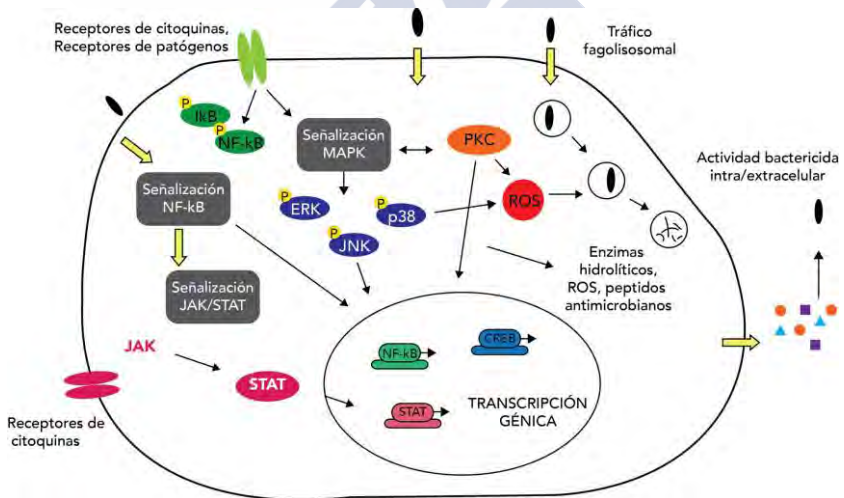 Receptores de citoquinas,
Receptores de patógenos
Tráfico
fagolisosomal
P
IkB
P
NF-kB
Señalización
MAPK
PKC
Actividad bactericida
intra/extracelular
Señalización
NF-kB
P
ERK
P
p38
ROS
P
JNK
Enzimas
hidrolíticos,
ROS, peptidos
antimicrobianos
Señalización
JAK/STAT
JAK
STAT
NF-kB
CREB
STAT
TRANSCRIPCIÓN
GÉNICA
Receptores de
citoquinas